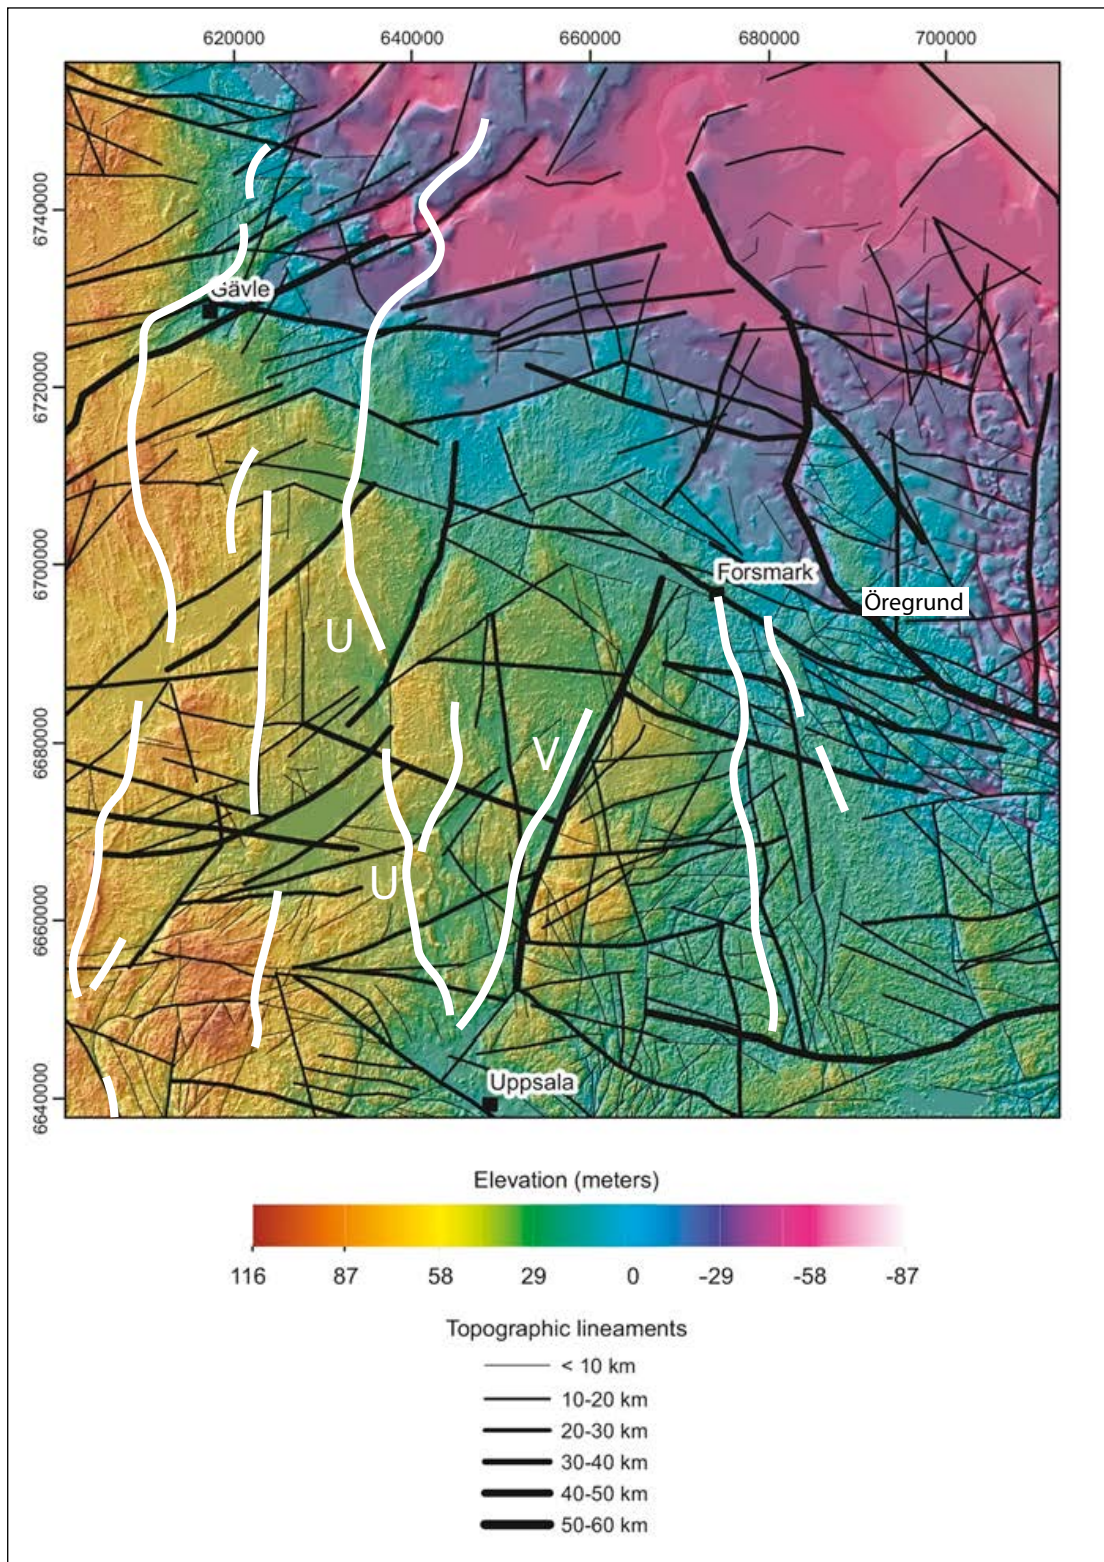 620000 6400000 660000 680000 700000
6740000
Gävle
6720000
6700000
Forsmark
Öregrund
U
6680000
V
U
6660000
6640000
Uppsala
Elevation (meters)
116 87 58 29 0 -29 -58 -87
Topographic lineaments
< 10 km
10-20 km
20-30 km
30-40 km
40-50 km
50-60 km